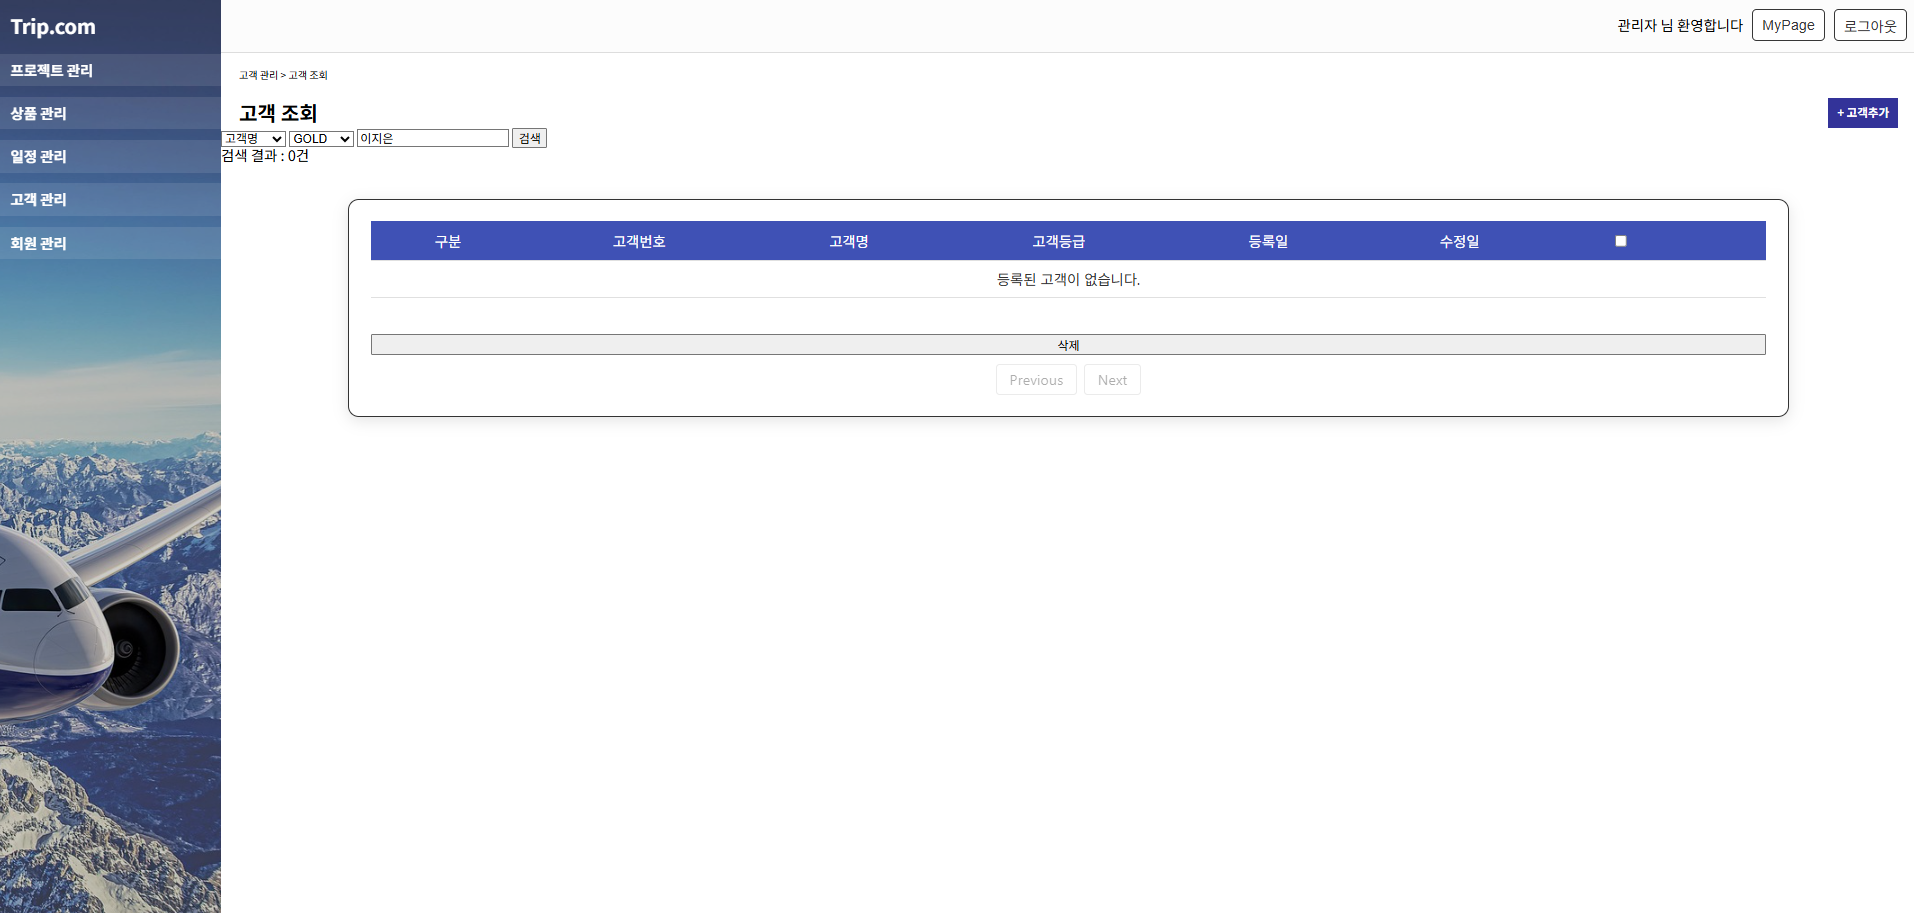 Trip.com
관리자 님 환영합니다 MyPage 로그아웃
프로젝트 관리
상품 관리
일정 관리
고객 관리
회원 관리
고객 관리 > 고객 조회
고객 조회
+ 고객추가
고객명 GOLD 이지은 검색
검색 결과 : 0건
구분 고객번호 고객명 고객등급 등록일 수정일
등록된 고객이 없습니다.
삭제
Previous Next